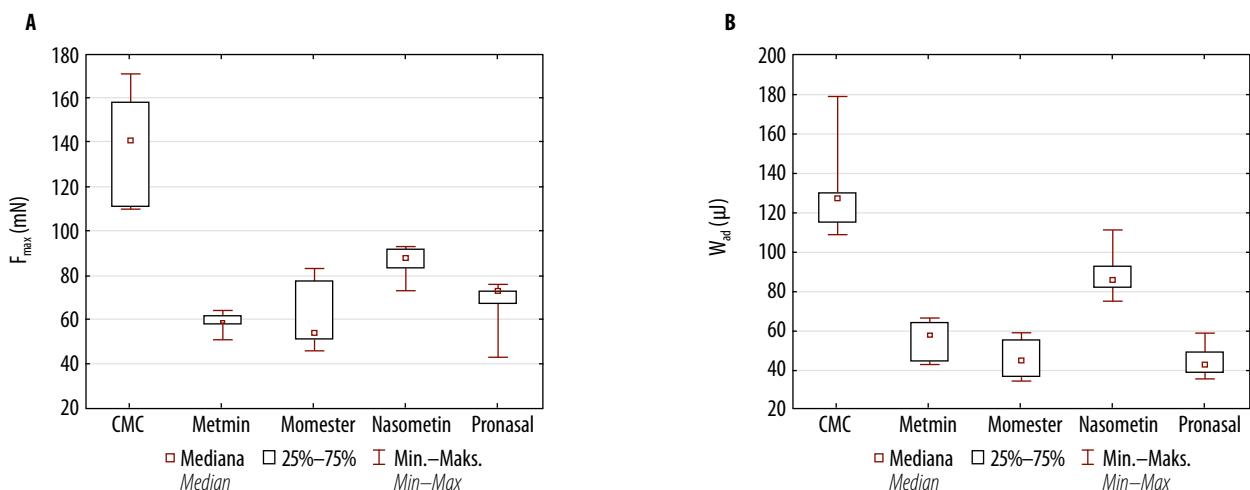 A
180
160
140
120
100
80
60
40
20
F_max (mN)
CMC Metmin Momester Nasometin Pronasal
Mediana 25%–75% Min.–Maks.
Median Min–Max
B
200
180
160
140
120
100
80
60
40
20
W_ad (µJ)
CMC Metmin Momester Nasometin Pronasal
Mediana 25%–75% Min.–Maks.
Median Min–Max